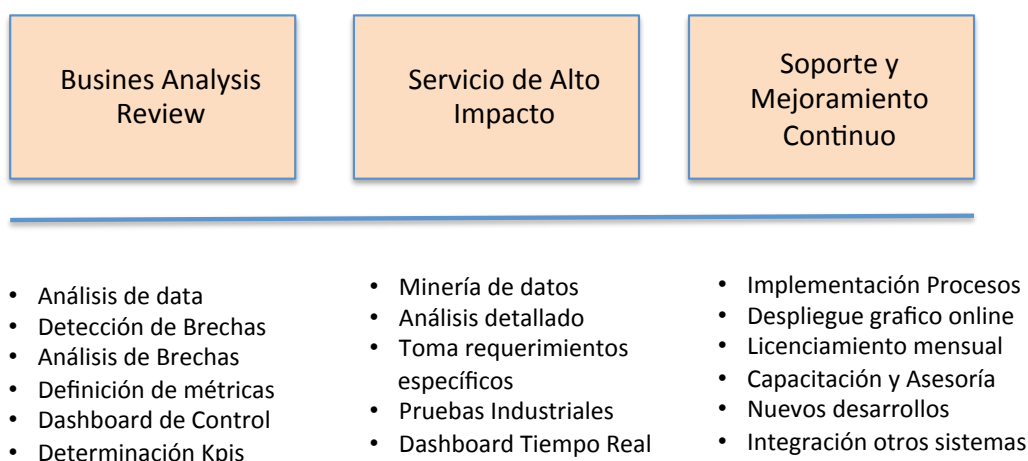 Busines Analysis
Review
Servicio de Alto
Impacto
Soporte y
Mejoramiento
Continuo
• Análisis de data
• Detección de Brechas
• Análisis de Brechas
• Definición de métricas
• Dashboard de Control
• Determinación Kpis
• Minería de datos
• Análisis detallado
• Toma requerimientos
específicos
• Pruebas Industriales
• Dashboard Tiempo Real
• Implementación Procesos
• Despliegue grafico online
• Licenciamiento mensual
• Capacitación y Asesoría
• Nuevos desarrollos
• Integración otros sistemas